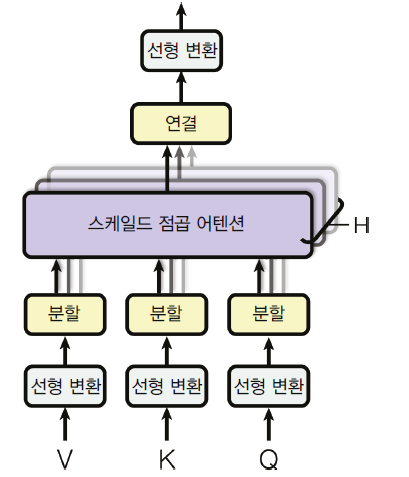 선형 변환
연결
스케일드 점곱 어텐션
H
분할 분할 분할
선형 변환 선형 변환 선형 변환
V K Q